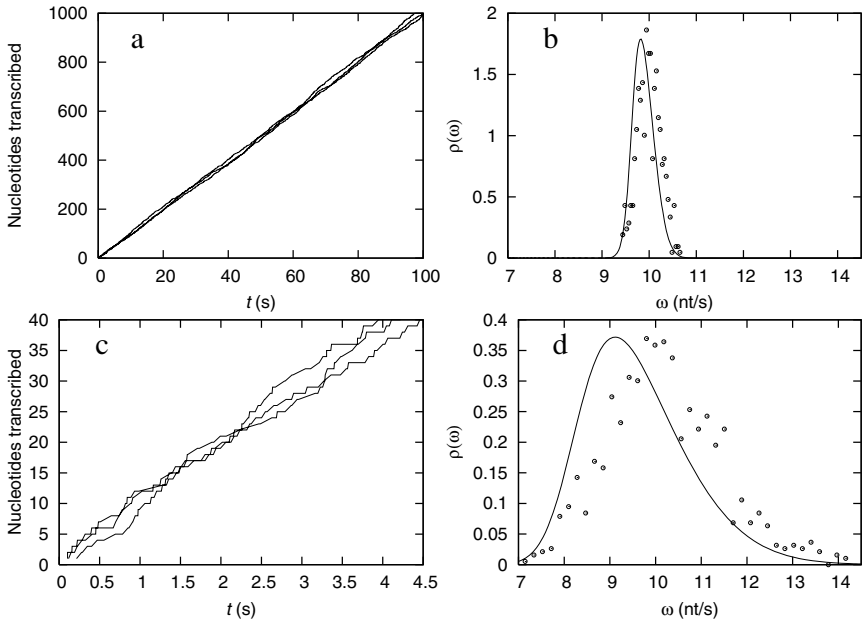 a
Nucleotides transcribed
1000
800
600
400
200
0
0 20 40 60 80 100
t (s)
b
ρ(ω)
2
1.5
1
0.5
0
7 8 9 10 11 12 13 14
ω (nt/s)
c
Nucleotides transcribed
40
35
30
25
20
15
10
5
0
0 0.5 1 1.5 2 2.5 3 3.5 4 4.5
t (s)
d
ρ(ω)
0.4
0.35
0.3
0.25
0.2
0.15
0.1
0.05
0
7 8 9 10 11 12 13 14
ω (nt/s)